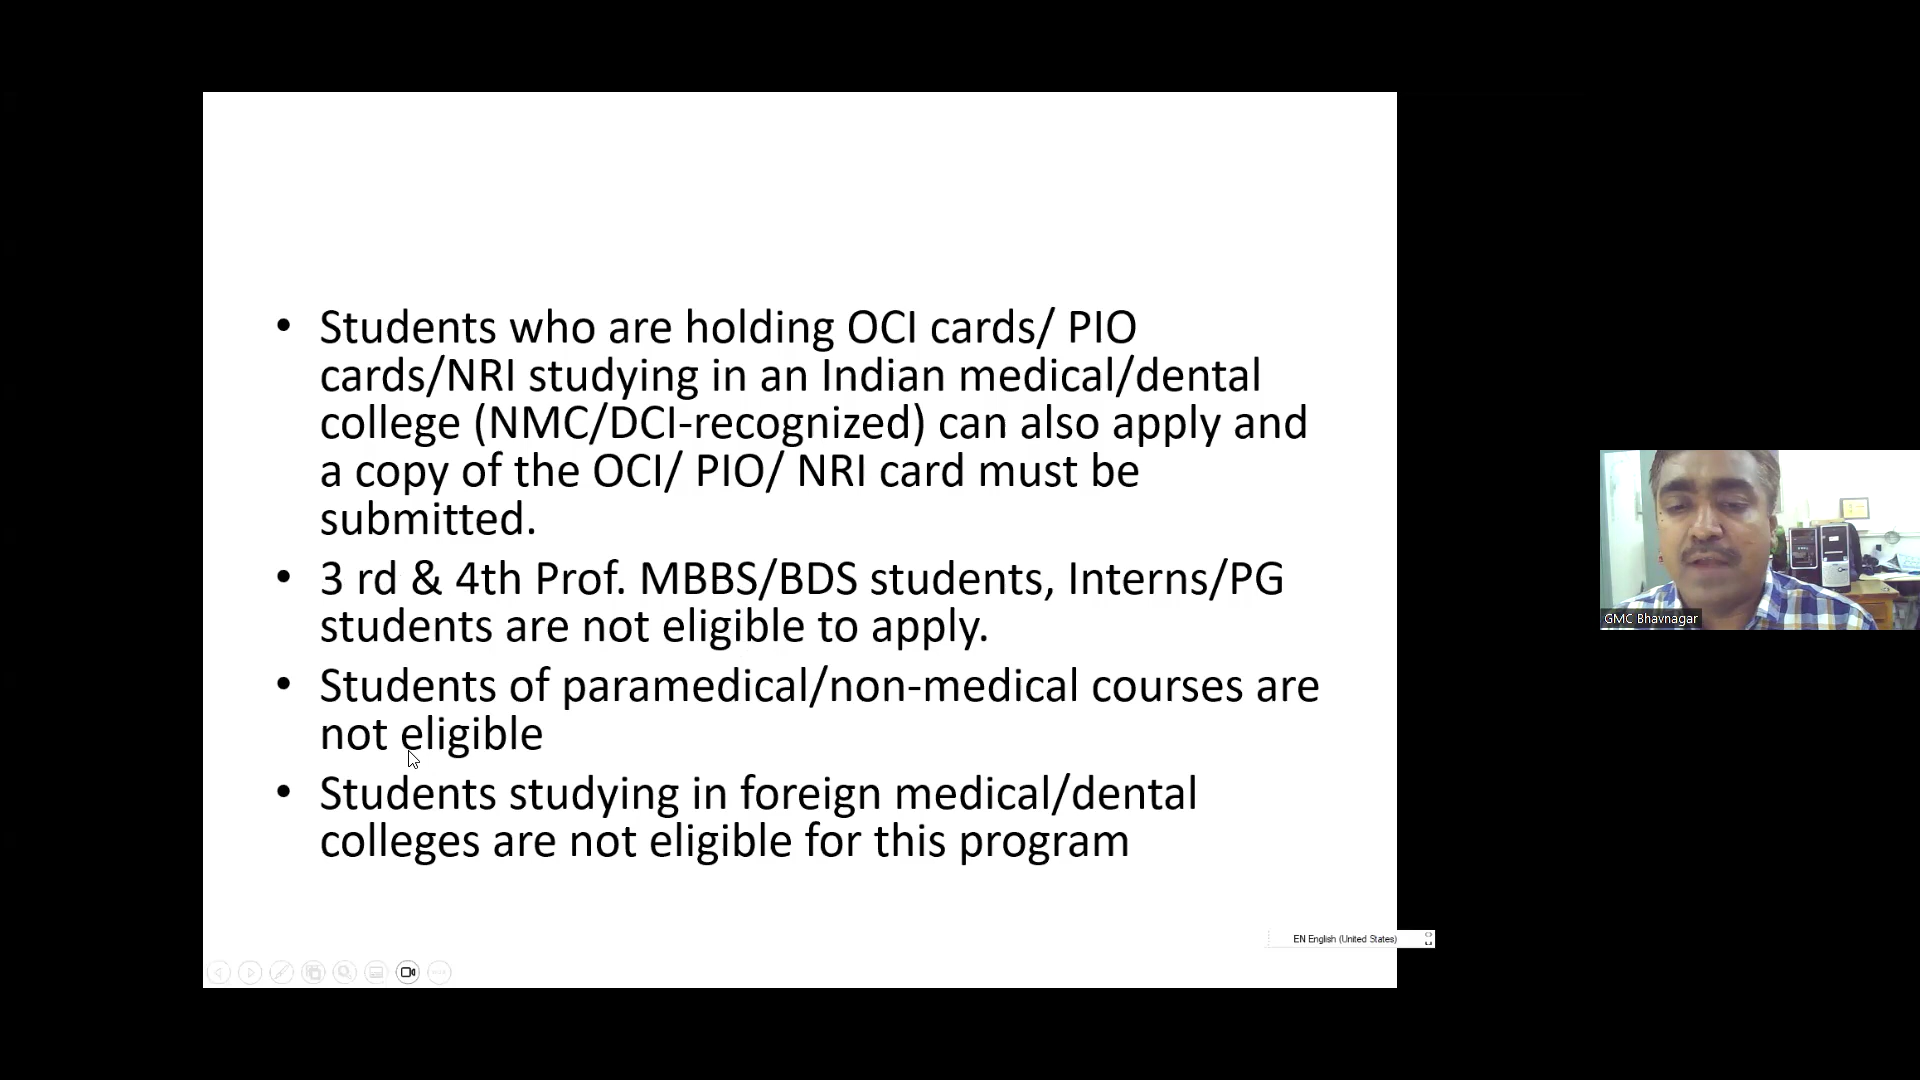 • Students who are holding OCI cards/ PIO
cards/NRI studying in an Indian medical/dental
college (NMC/DCI-recognized) can also apply and
a copy of the OCI/ PIO/ NRI card must be
submitted.
• 3 rd & 4th Prof. MBBS/BDS students, Interns/PG
students are not eligible to apply.
• Students of paramedical/non-medical courses are
not eligible
• Students studying in foreign medical/dental
colleges are not eligible for this program
EN English (United States)
GMC Bhavnagar